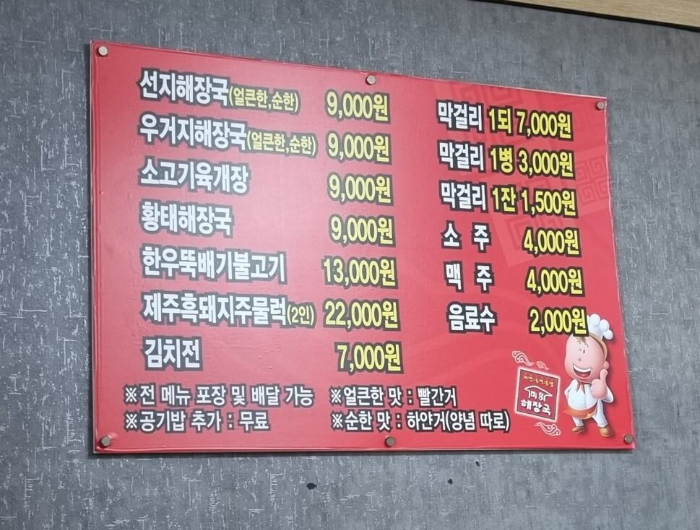 선지해장국(얼큰한,순한) 9,000원
우거지해장국(얼큰한,순한) 9,000원
소고기육개장 9,000원
황태해장국 9,000원
한우뚝배기불고기 13,000원
제주흑돼지주물럭(2인) 22,000원
김치전 7,000원
막걸리 1되 7,000원
막걸리 1병 3,000원
막걸리 1잔 1,500원
소 주 4,000원
맥 주 4,000원
음료수 2,000원
※전 메뉴 포장 및 배달 가능 ※얼큰한 맛 : 빨간거
※공기밥 추가 : 무료 ※순한 맛 : 하얀거(양념 따로)
해장국